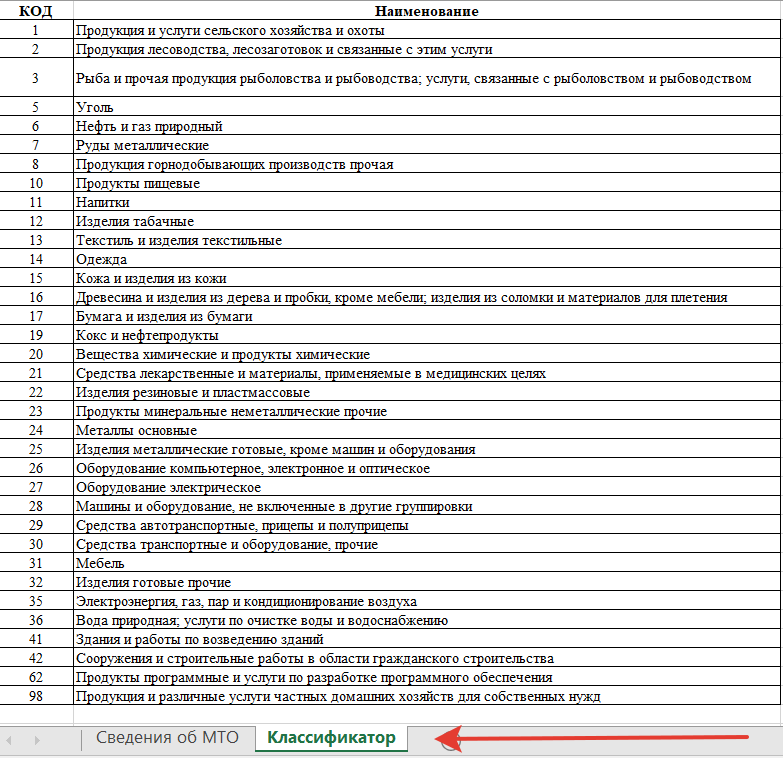 КОД Наименование
1 Продукция и услуги сельского хозяйства и охоты
2 Продукция лесоводства, лесозаготовок и связанные с этим услуги
3 Рыба и прочая продукция рыболовства и рыбоводства; услуги, связанные с рыболовством и рыбоводством
5 Уголь
6 Нефть и газ природный
7 Руды металлические
8 Продукция горнодобывающих производств прочая
10 Продукты пищевые
11 Напитки
12 Изделия табачные
13 Текстиль и изделия текстильные
14 Одежда
15 Кожа и изделия из кожи
16 Древесина и изделия из дерева и пробки, кроме мебели; изделия из соломки и материалов для плетения
17 Бумага и изделия из бумаги
19 Кокс и нефтепродукты
20 Вещества химические и продукты химические
21 Средства лекарственные и материалы, применяемые в медицинских целях
22 Изделия резиновые и пластмассовые
23 Продукты минеральные неметаллические прочие
24 Металлы основные
25 Изделия металлические готовые, кроме машин и оборудования
26 Оборудование компьютерное, электронное и оптическое
27 Оборудование электрическое
28 Машины и оборудование, не включенные в другие группировки
29 Средства автотранспортные, прицепы и полуприцепы
30 Средства транспортные и оборудование, прочие
31 Мебель
32 Изделия готовые прочие
35 Электроэнергия, газ, пар и кондиционирование воздуха
36 Вода природная; услуги по очистке воды и водоснабжению
41 Здания и работы по возведению зданий
42 Сооружения и строительные работы в области гражданского строительства
62 Продукты программные и услуги по разработке программного обеспечения
98 Продукция и различные услуги частных домашних хозяйств для собственных нужд
Сведения об МТО Классификатор